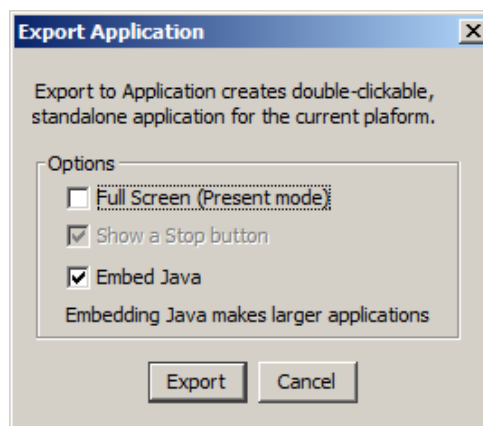 Export Application
Export to Application creates double-clickable,
standalone application for the current plaform.
Options
Full Screen (Present mode)
Show a Stop button
Embed Java
Embedding Java makes larger applications
Export Cancel